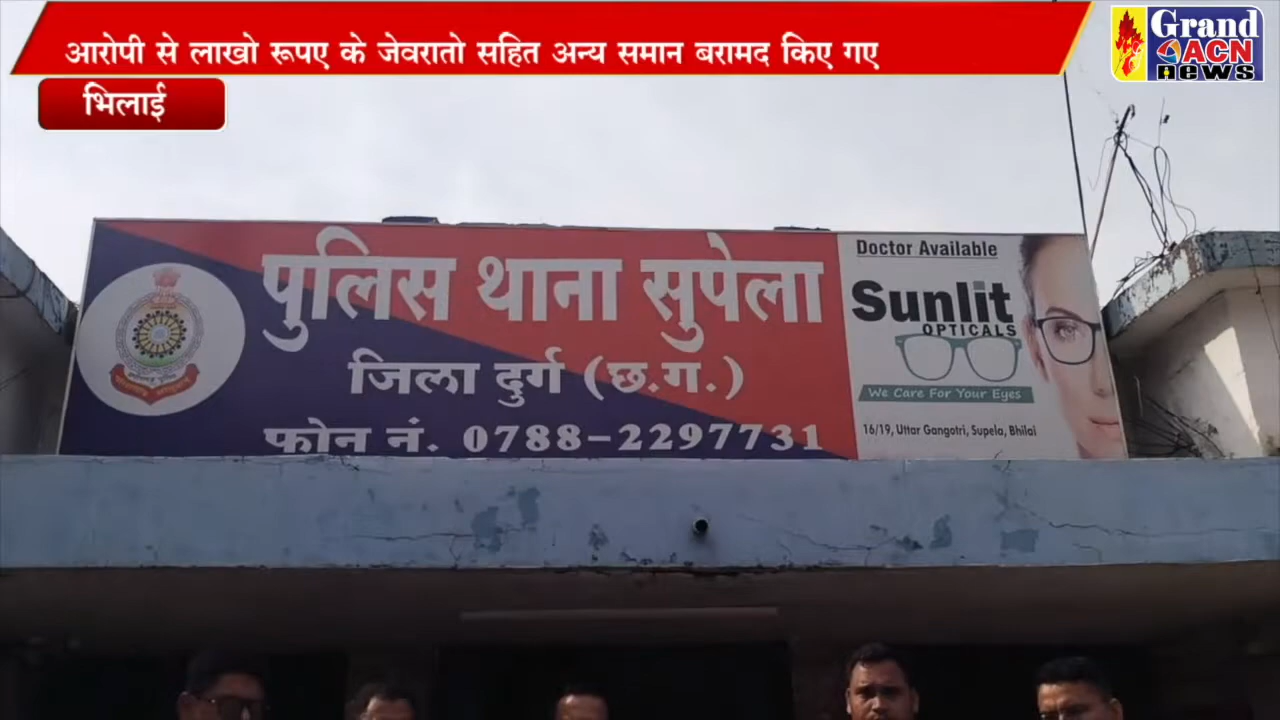 आरोपी से लाखो रूपए के जेवरातो सहित अन्य समान बरामद किए गए
Grand
ACN
news
भिलाई
पुलिस थाना सुपेला
जिला दुर्ग (छ.ग.)
फोन नं. 0788-2297731
Doctor Available
Sunlit
OPTICALS
We Care For Your Eyes
16/19, Uttar Gangotri, Supela, Bhilai